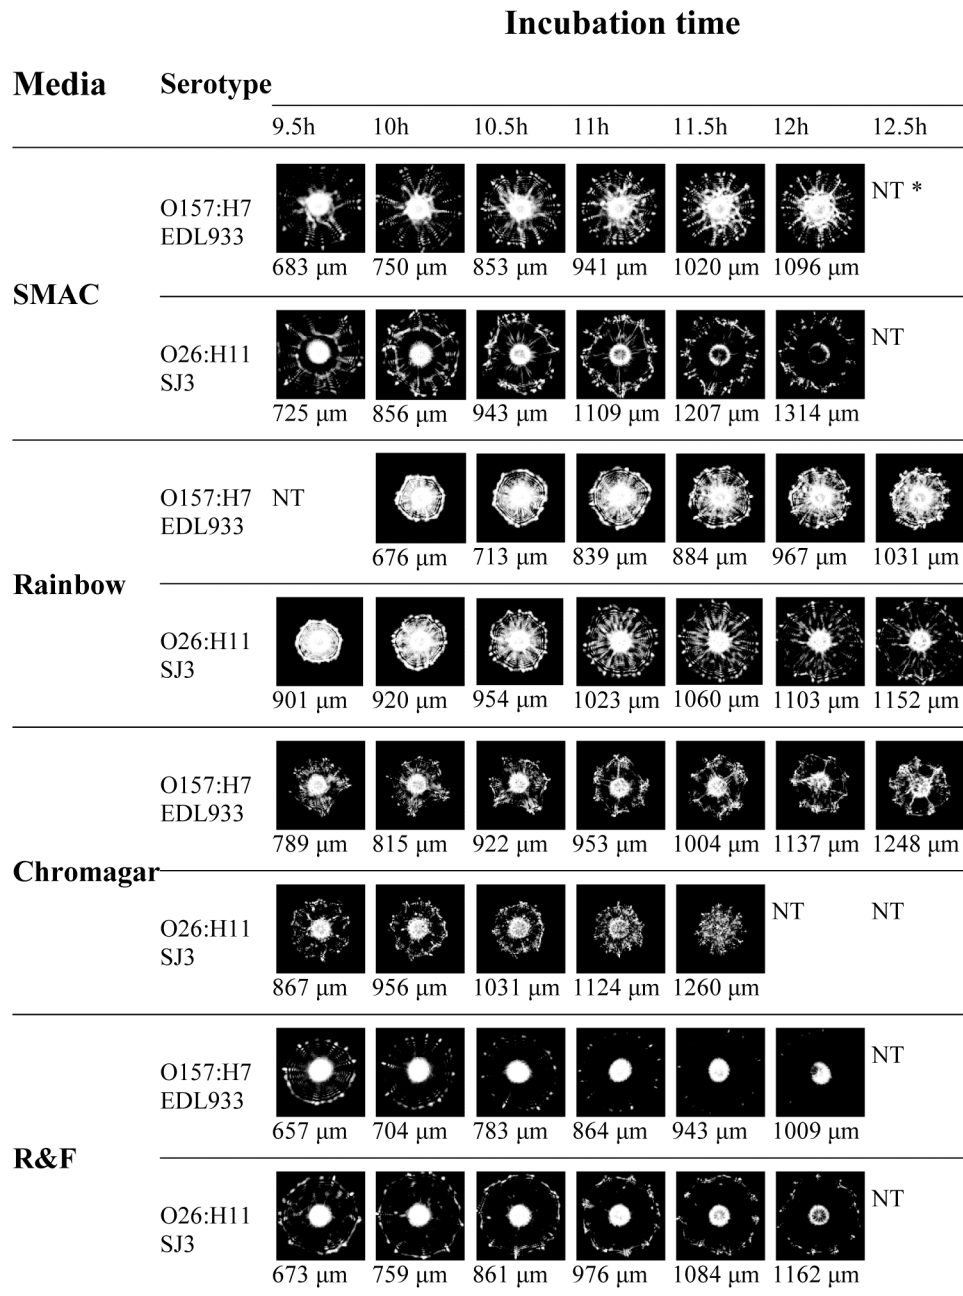 Incubation time
Media Serotype
9.5h 10h 10.5h 11h 11.5h 12h 12.5h
O157:H7
EDL933
NT *
683 μm 750 μm 853 μm 941 μm 1020 μm 1096 μm
SMAC
O26:H11
SJ3
NT
725 μm 856 μm 943 μm 1109 μm 1207 μm 1314 μm
O157:H7
EDL933
NT
676 μm 713 μm 839 μm 884 μm 967 μm 1031 μm
Rainbow
O26:H11
SJ3
901 μm 920 μm 954 μm 1023 μm 1060 μm 1103 μm 1152 μm
O157:H7
EDL933
789 μm 815 μm 922 μm 953 μm 1004 μm 1137 μm 1248 μm
Chromagar
O26:H11
SJ3
NT NT
867 μm 956 μm 1031 μm 1124 μm 1260 μm
O157:H7
EDL933
NT
657 μm 704 μm 783 μm 864 μm 943 μm 1009 μm
R&F
O26:H11
SJ3
NT
673 μm 759 μm 861 μm 976 μm 1084 μm 1162 μm